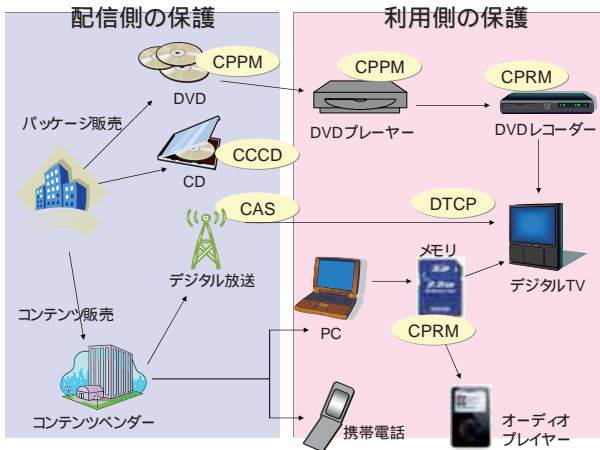 配信側の保護
利用側の保護
CPPM
DVD
CPPM
DVDプレーヤー
CPRM
DVDレコーダー
パッケージ販売
CCCD
CD
CAS
デジタル放送
DTCP
デジタルTV
メモリ
PC
CPRM
コンテンツ販売
コンテンツベンダー
携帯電話
オーディオ
プレイヤー